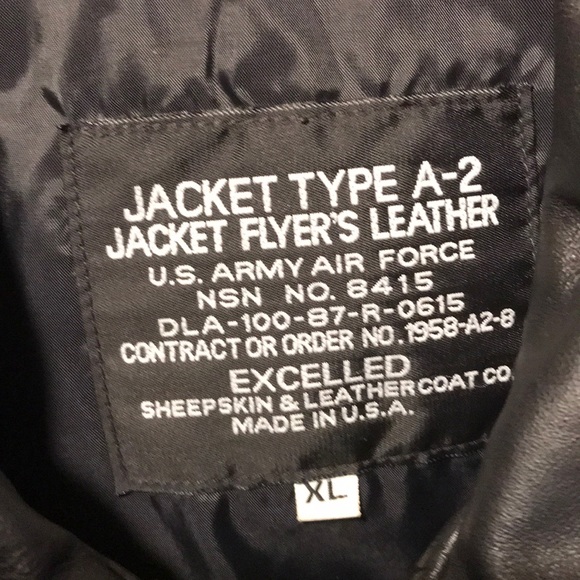 JACKET TYPE A-2
JACKET FLYER'S LEATHER
U.S. ARMY AIR FORCE
NSN NO. 8415
DLA-100-87-R-0615
CONTRACT OR ORDER NO. 1958-A2-8
EXCELLED
SHEEPSKIN & LEATHER COAT CO.
MADE IN U.S.A.
XL